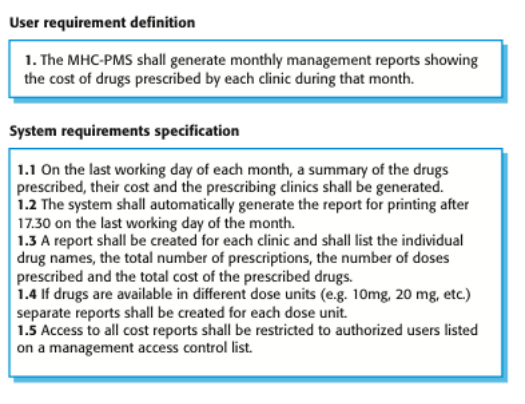 User requirement definition
1. The MHC-PMS shall generate monthly management reports showing
the cost of drugs prescribed by each clinic during that month.
System requirements specification
1.1 On the last working day of each month, a summary of the drugs
prescribed, their cost and the prescribing clinics shall be generated.
1.2 The system shall automatically generate the report for printing after
17.30 on the last working day of the month.
1.3 A report shall be created for each clinic and shall list the individual
drug names, the total number of prescriptions, the number of doses
prescribed and the total cost of the prescribed drugs.
1.4 If drugs are available in different dose units (e.g. 10mg, 20 mg, etc.)
separate reports shall be created for each dose unit.
1.5 Access to all cost reports shall be restricted to authorized users listed
on a management access control list.